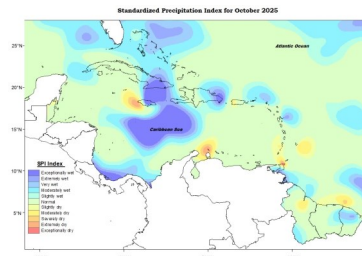 Standardized Precipitation Index for October 2025
Atlantic Ocean
25°N
20°N
15°N
Caribbean Sea
10°N
5°N
SPI Index
Exceptionally wet
Extremely wet
Very wet
Moderately wet
Slightly wet
Normal
Slightly dry
Moderately dry
Severely dry
Extremely dry
Exceptionally dry